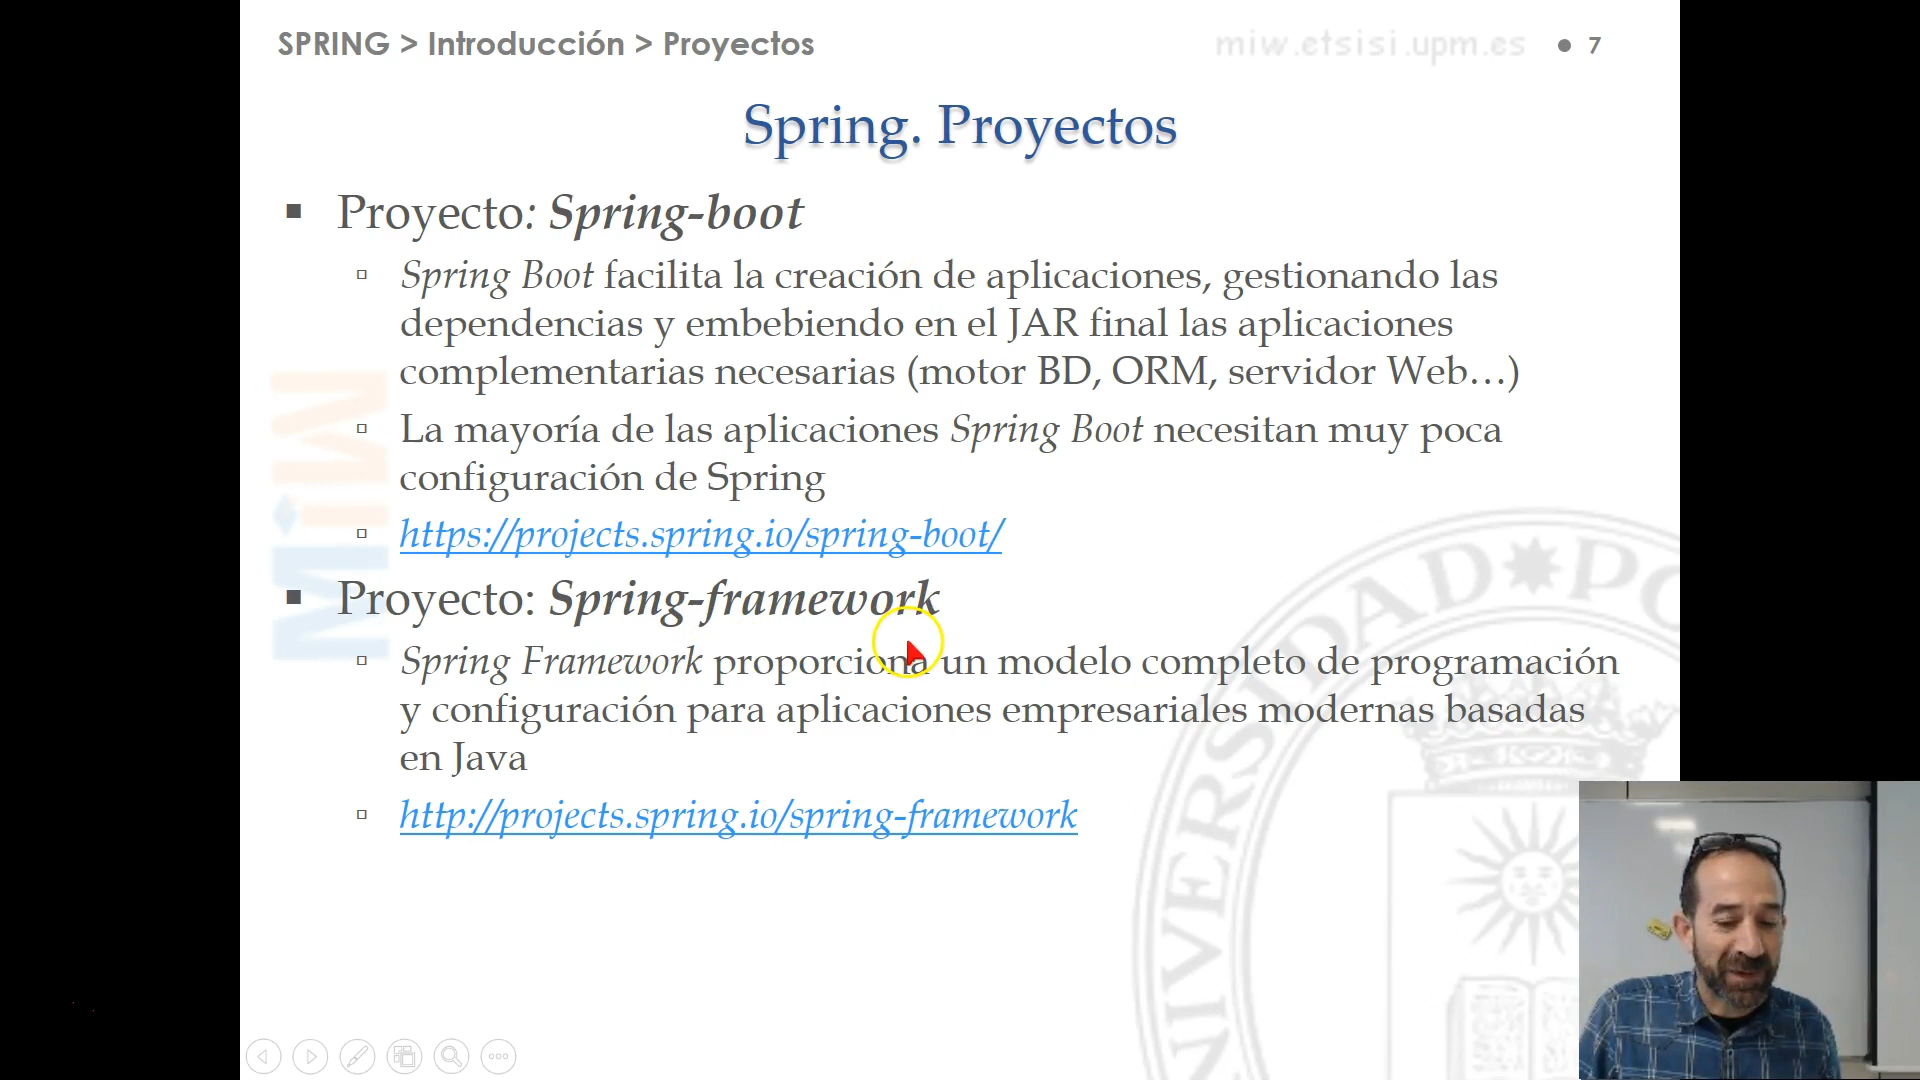 SPRING > Introducción > Proyectos
miw.etsisi.upm.es
7
Spring. Proyectos
Proyecto: Spring-boot
Spring Boot facilita la creación de aplicaciones, gestionando las
dependencias y embebiendo en el JAR final las aplicaciones
complementarias necesarias (motor BD, ORM, servidor Web…)
La mayoría de las aplicaciones Spring Boot necesitan muy poca
configuración de Spring
https://projects.spring.io/spring-boot/
Proyecto: Spring-framework
Spring Framework proporciona un modelo completo de programación
y configuración para aplicaciones empresariales modernas basadas
en Java
http://projects.spring.io/spring-framework
MiW